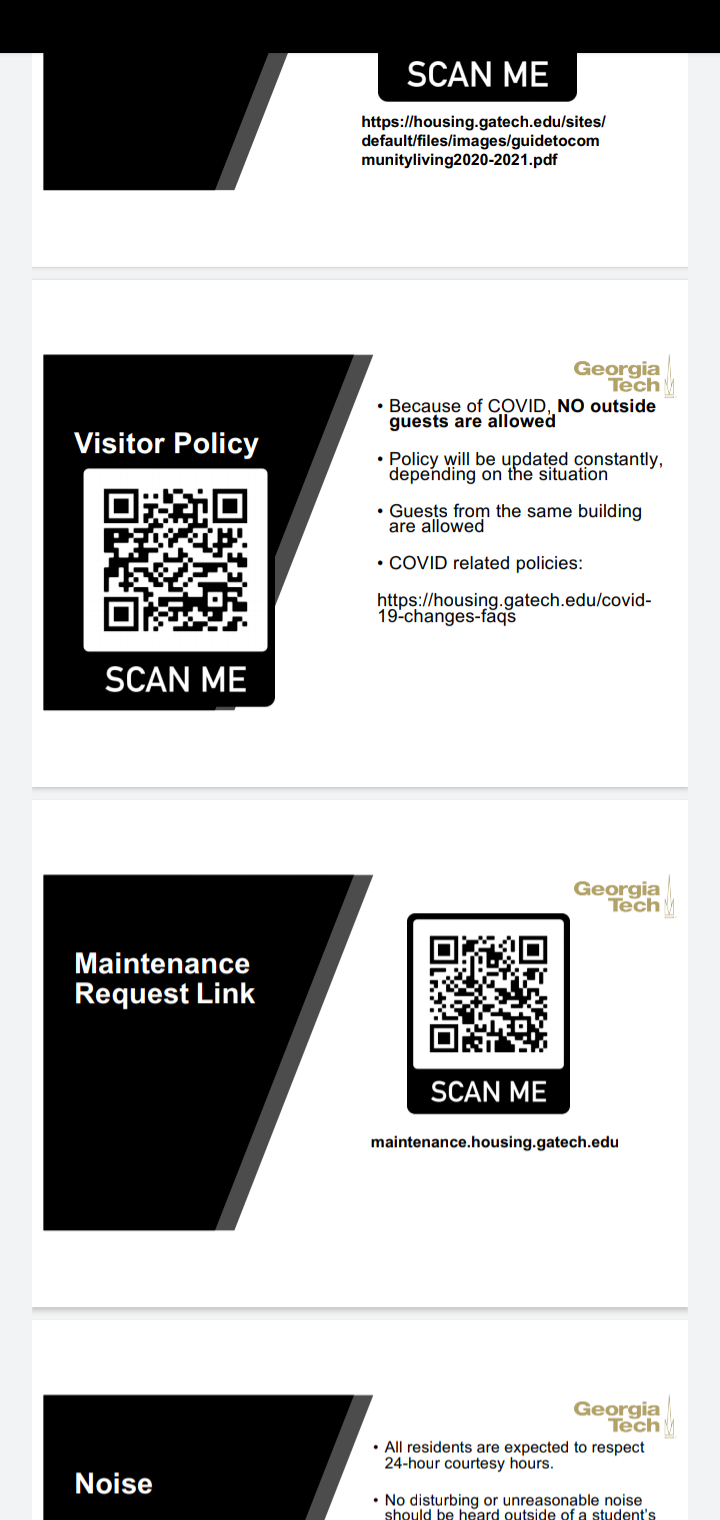 SCAN ME
https://housing.gatech.edu/sites/
default/files/images/guidetocom
munityliving2020-2021.pdf
Georgia
Tech
Visitor Policy
• Because of COVID, NO outside
guests are allowed
• Policy will be updated constantly,
depending on the situation
• Guests from the same building
are allowed
• COVID related policies:
https://housing.gatech.edu/covid-
19-changes-faqs
SCAN ME
Georgia
Tech
Maintenance
Request Link
SCAN ME
maintenance.housing.gatech.edu
Georgia
Tech
Noise
• All residents are expected to respect
24-hour courtesy hours.
• No disturbing or unreasonable noise
should be heard outside of a student's